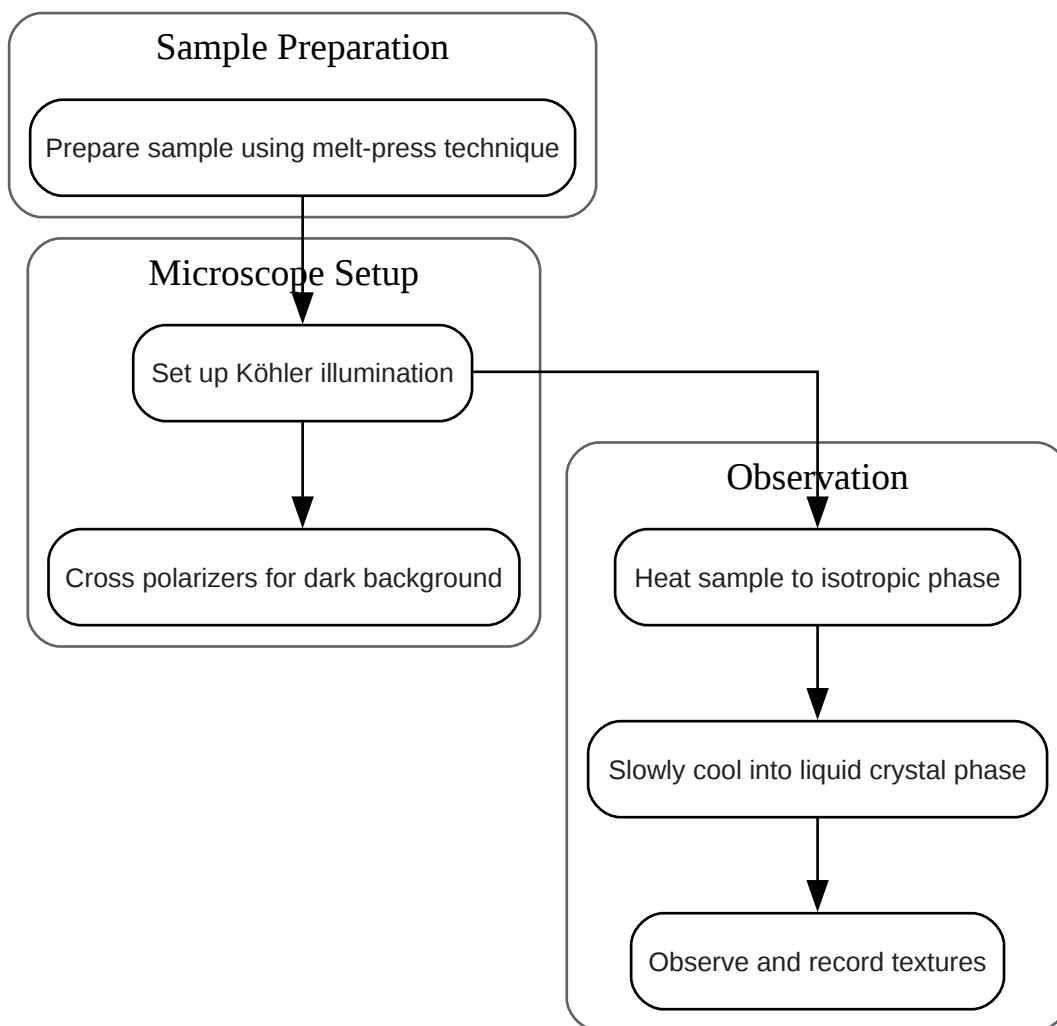 Sample Preparation
Prepare sample using melt-press technique
Microscope Setup
Set up Köhler illumination
Cross polarizers for dark background
Observation
Heat sample to isotropic phase
Slowly cool into liquid crystal phase
Observe and record textures